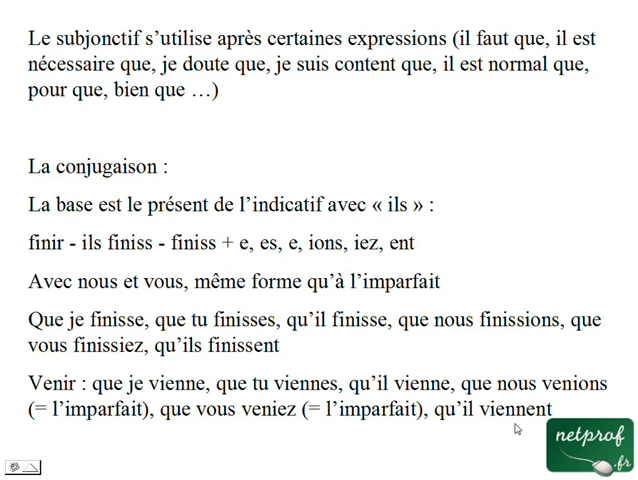 Le subjonctif s’utilise après certaines expressions (il faut que, il est
nécessaire que, je doute que, je suis content que, il est normal que,
pour que, bien que …)
La conjugaison :
La base est le présent de l’indicatif avec « ils » :
finir - ils finiss - finiss + e, es, e, ions, iez, ent
Avec nous et vous, même forme qu’à l’imparfait
Que je finisse, que tu finisses, qu’il finisse, que nous finissions, que
vous finissiez, qu’ils finissent
Venir : que je vienne, que tu viennes, qu’il vienne, que nous venions
(= l’imparfait), que vous veniez (= l’imparfait), qu’il viennent
netprof
.fr